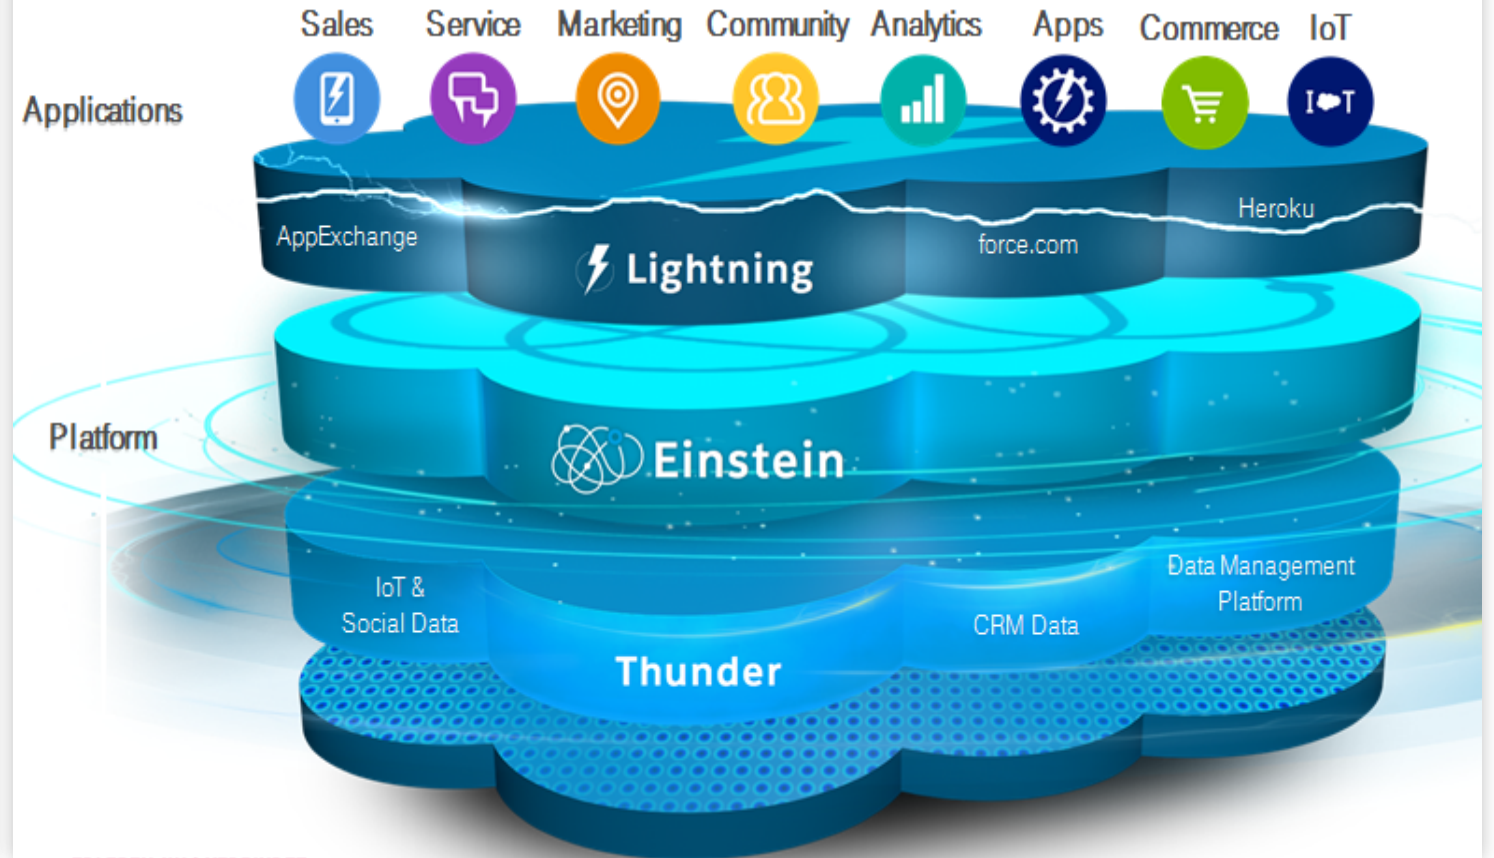 Sales
Service
Marketing
Community
Analytics
Apps
Commerce
IoT
Applications
I T
AppExchange
Lightning
force.com
Heroku
Platform
Einstein
IoT &
Social Data
Thunder
CRM Data
Data Management
Platform